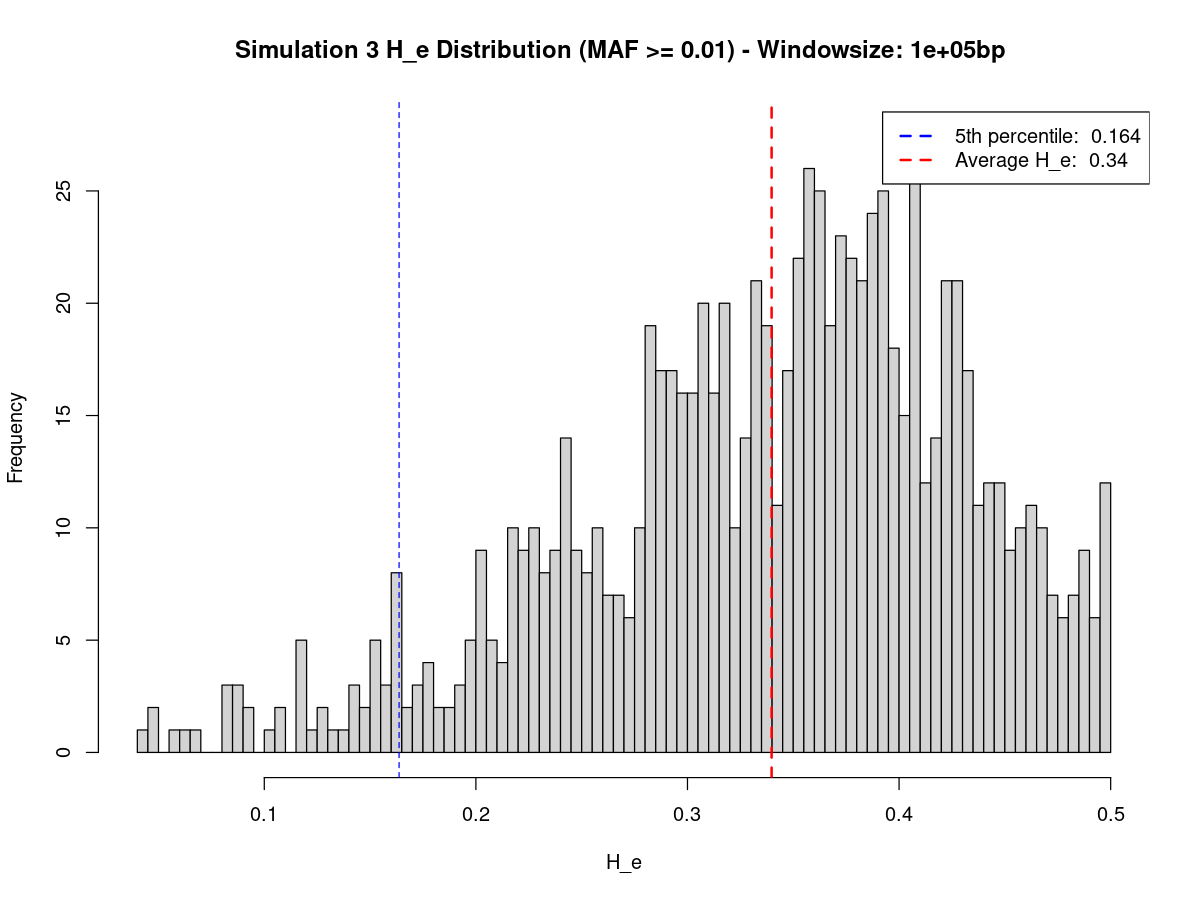 Simulation 3 H_e Distribution (MAF >= 0.01) - Windowsize: 1e+05bp
5th percentile:  0.164
Average H_e:  0.34
Frequency
25
20
15
10
5
0
0.1 0.2 0.3 0.4 0.5
H_e